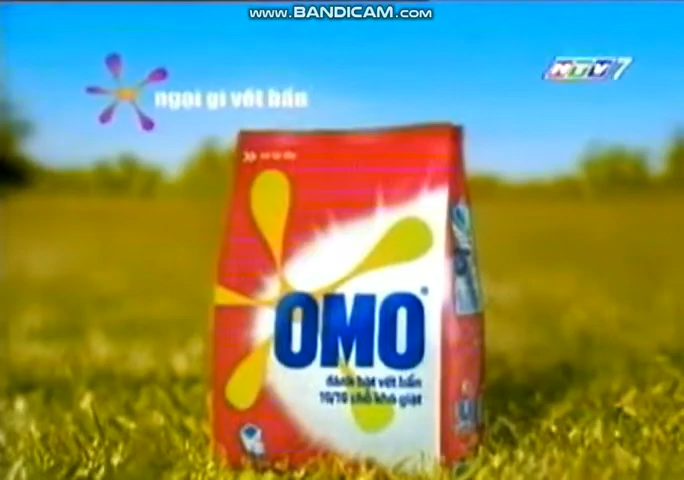 www.BANDICAM.com
HTV7
ngại gì vết bẩn
OMO
đánh bật vết bẩn
10/10 chỗ khó giặt